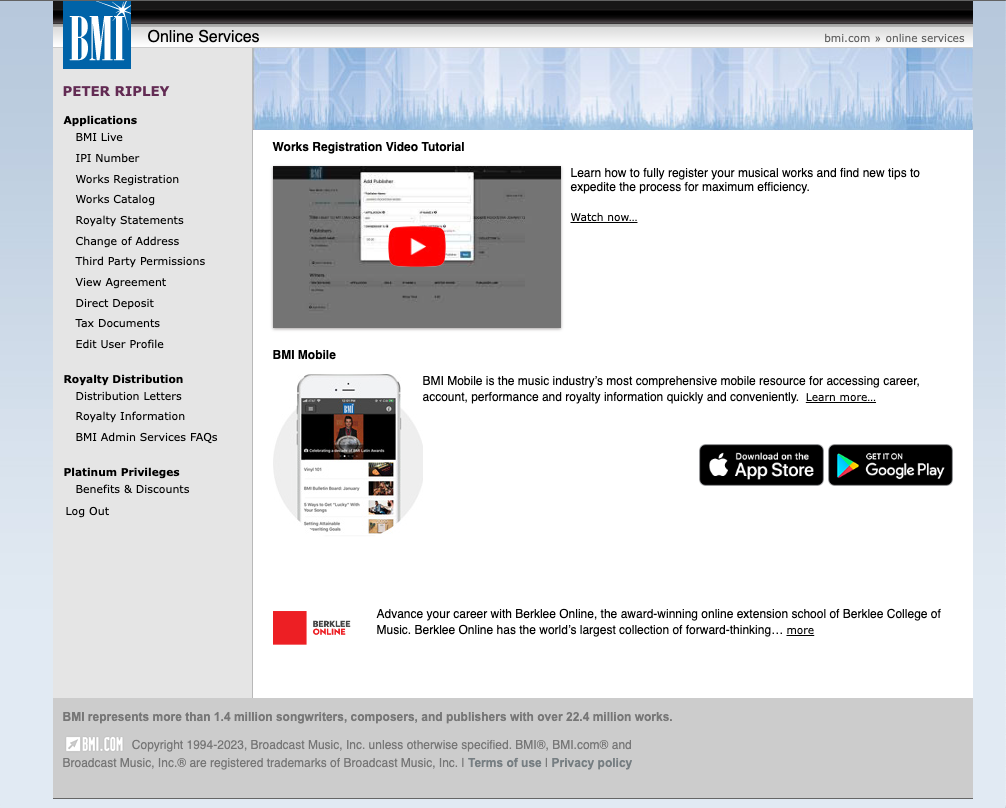 BMI
Online Services
bmi.com » online services
PETER RIPLEY
Applications
BMI Live
IPI Number
Works Registration
Works Catalog
Royalty Statements
Change of Address
Third Party Permissions
View Agreement
Direct Deposit
Tax Documents
Edit User Profile
Royalty Distribution
Distribution Letters
Royalty Information
BMI Admin Services FAQs
Platinum Privileges
Benefits & Discounts
Log Out
Works Registration Video Tutorial
Add Publisher
Learn how to fully register your musical works and find new tips to
expedite the process for maximum efficiency.
Watch now...
BMI Mobile
BMI
Celebrating a decade of BMI Latin Awards
Vinyl 101
BMI Bulletin Board: January
5 Ways to Get "Lucky" With
Your Songs
Setting Attainable
writing Goals
BMI Mobile is the music industry's most comprehensive mobile resource for accessing career,
account, performance and royalty information quickly and conveniently. Learn more...
Download on the
App Store
GET IT ON
Google Play
BERKLEE
ONLINE
Advance your career with Berklee Online, the award-winning online extension school of Berklee College of
Music. Berklee Online has the world's largest collection of forward-thinking… more
BMI represents more than 1.4 million songwriters, composers, and publishers with over 22.4 million works.
BMI.COM Copyright 1994-2023, Broadcast Music, Inc. unless otherwise specified. BMI®, BMI.com® and
Broadcast Music, Inc.® are registered trademarks of Broadcast Music, Inc. | Terms of use | Privacy policy